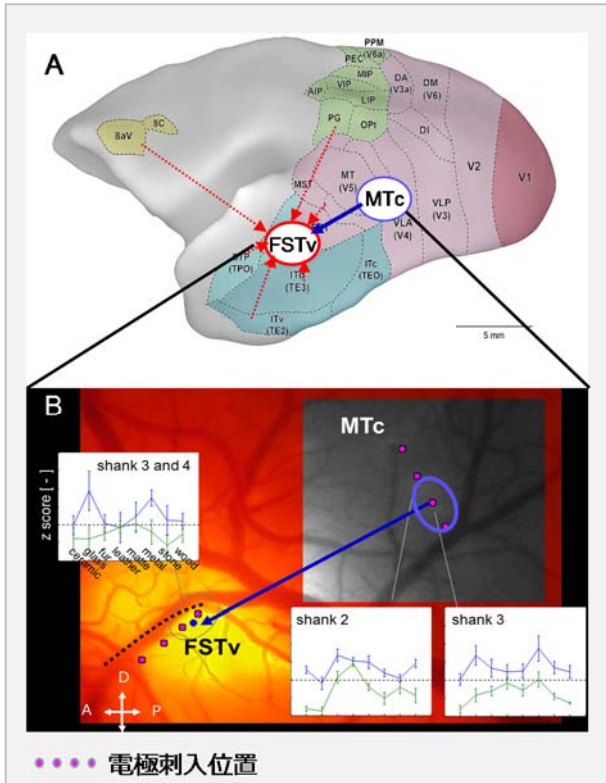 A
PPM
(V6a)
PEC
MIP
VIP
AIP
LIP
PG
OPt
DA
(V3a)
DM
(V6)
DI
8C
8aV
MST
MT
(V5)
MTc
V2
V1
VLP
(V3)
VLA
(V4)
FSTv
(TPO)
(TE3)
ITc
(TEO)
ITv
(TE2)
5 mm
B
MTc
shank 3 and 4
z score [ - ]
ceramic
glass
fur
leather
matte
metal
stone
wood
FSTv
shank 2
shank 3
D
A
P
電極刺入位置